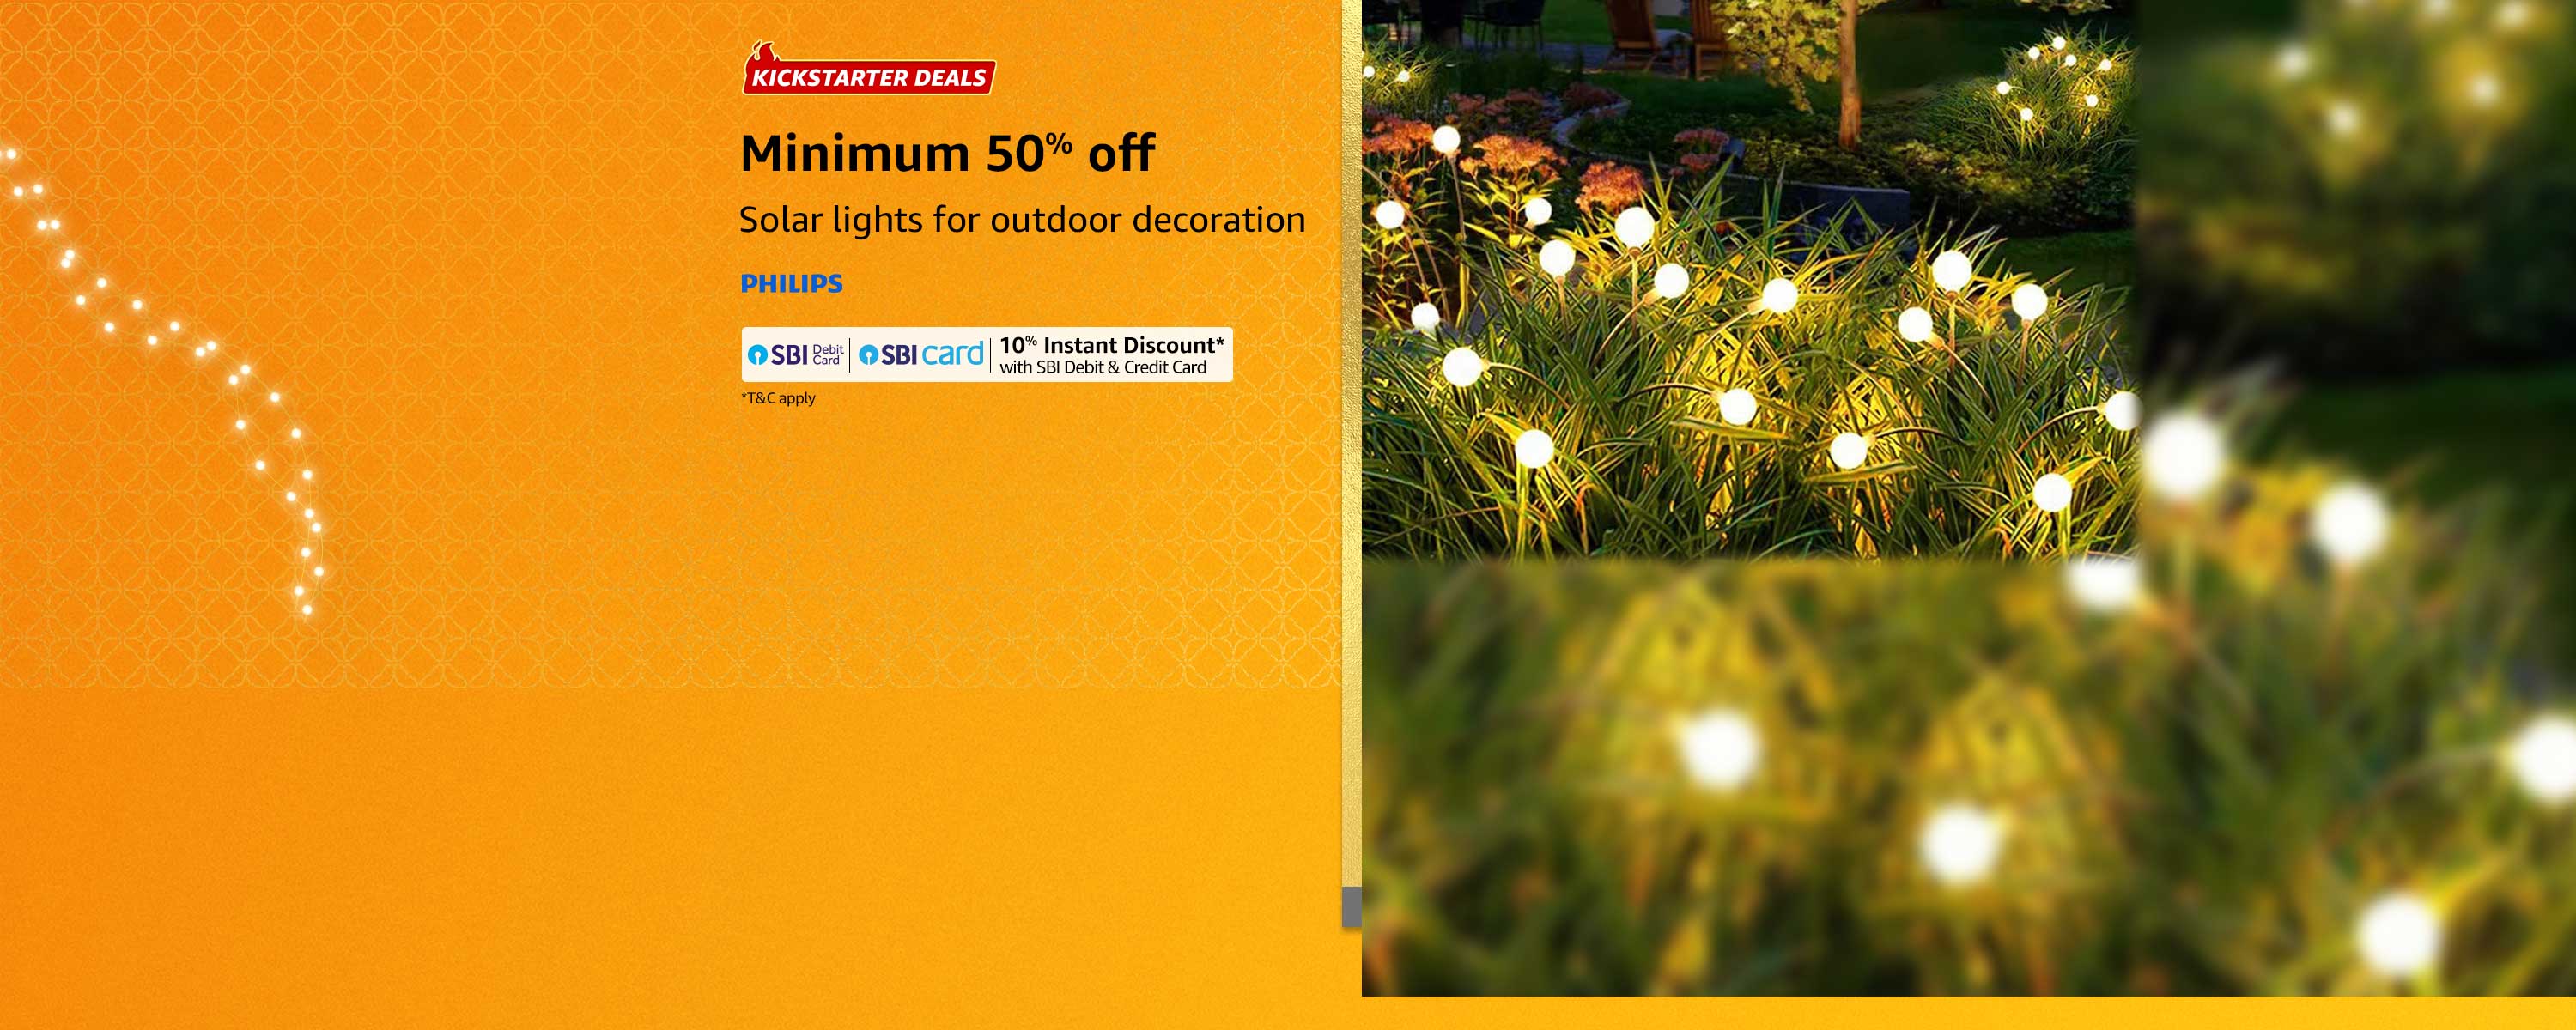 KICKSTARTER DEALS
Minimum 50% off
Solar lights for outdoor decoration
PHILIPS
SBI Debit Card | SBI card | 10% Instant Discount*
with SBI Debit & Credit Card
*T&C apply